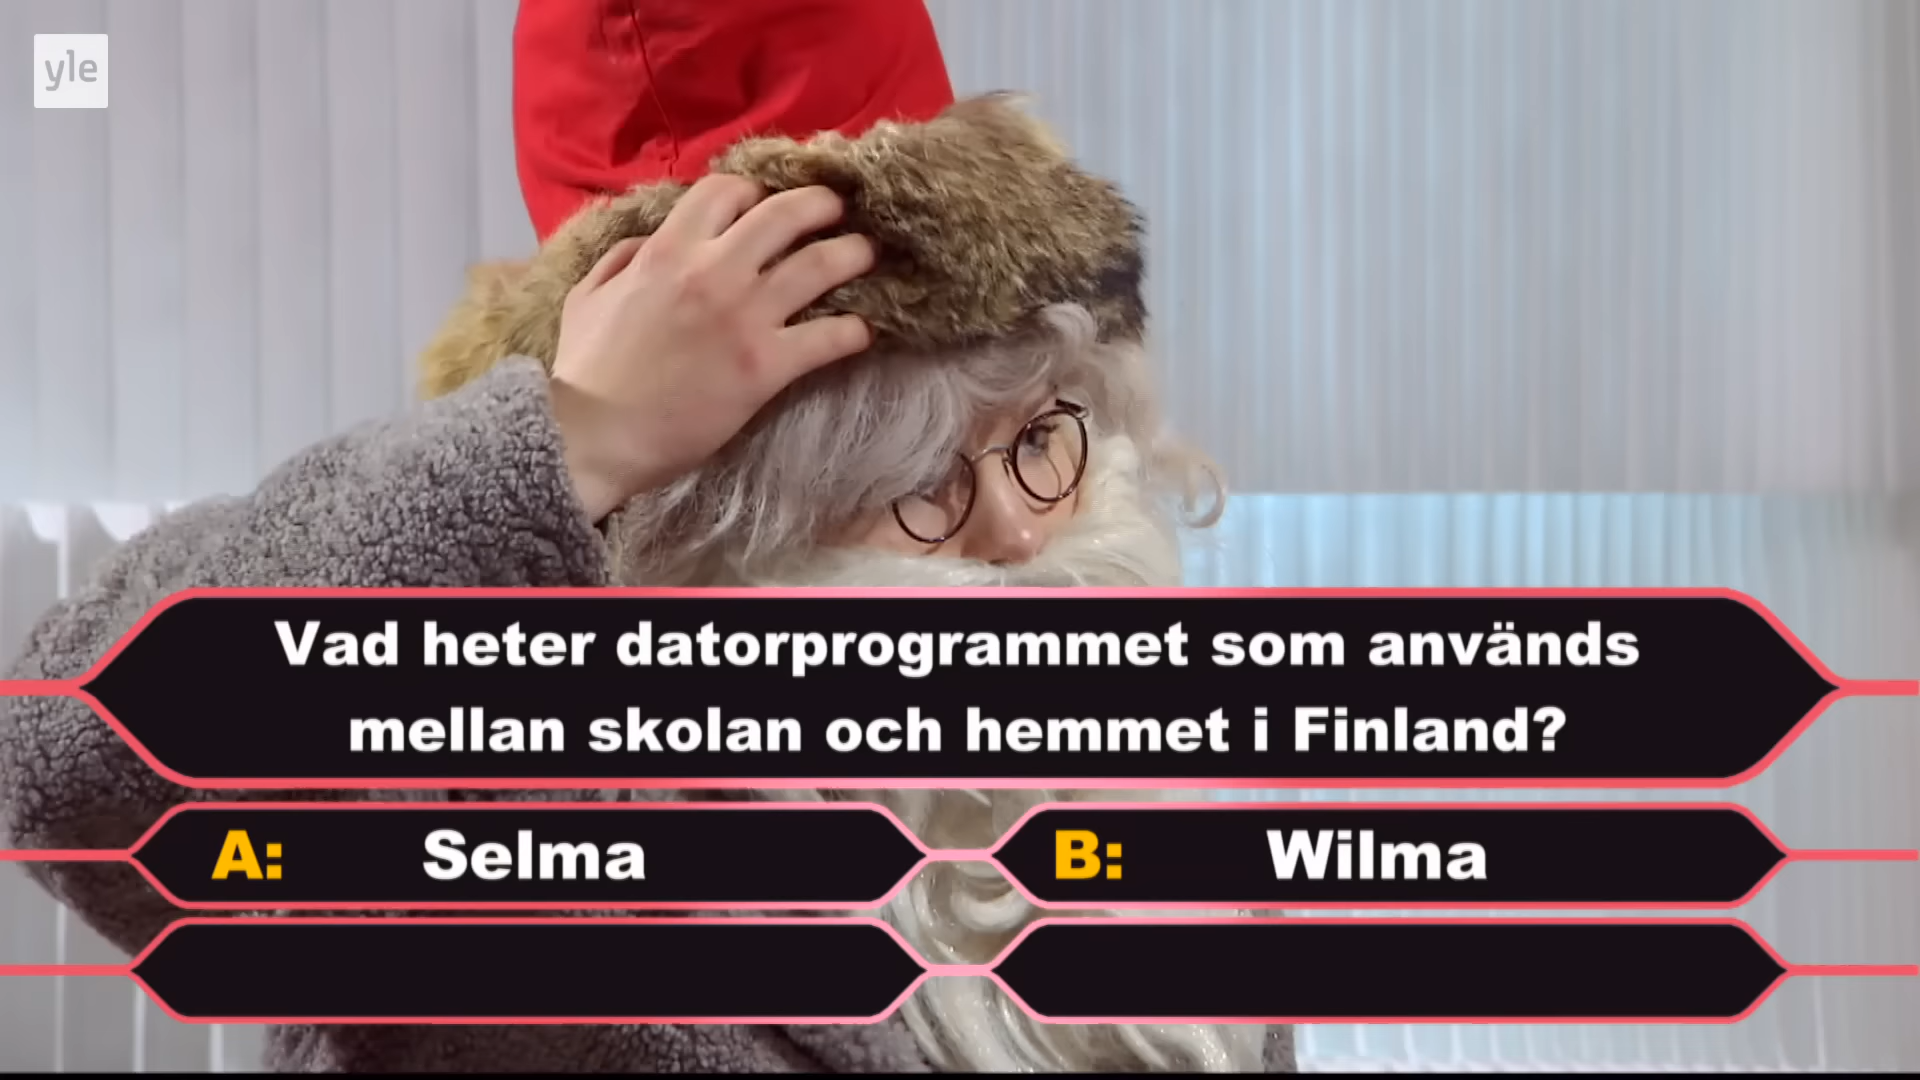 yle
Vad heter datorprogrammet som används
mellan skolan och hemmet i Finland?
A: Selma
B: Wilma